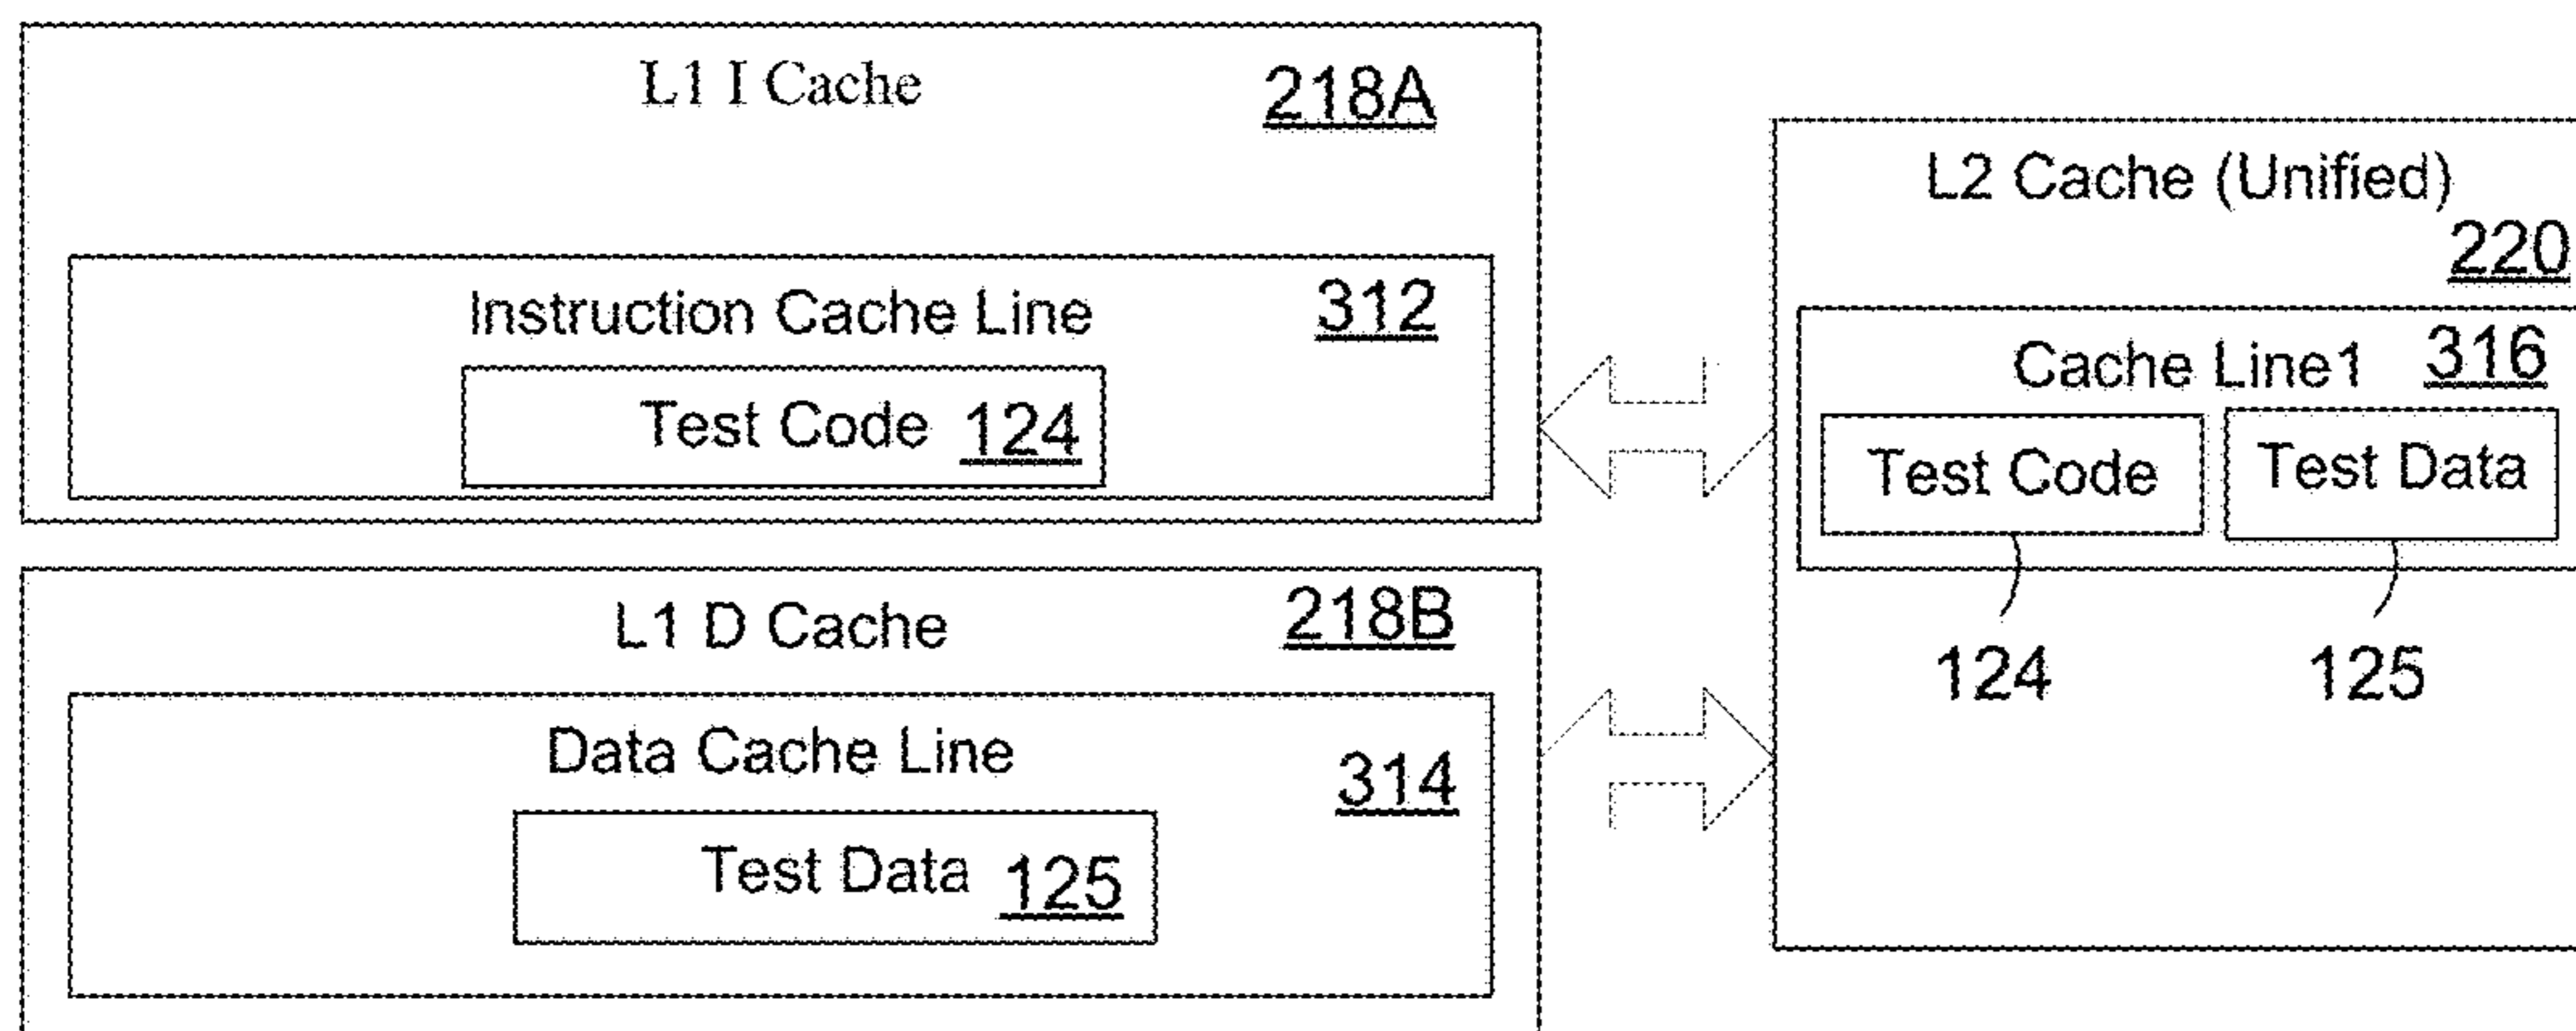 L1 I Cache 218A
Instruction Cache Line 312
Test Code 124
L1 D Cache 218B
Data Cache Line 314
Test Data 125
L2 Cache (Unified)
220
Cache Line1 316
Test Code Test Data
124 125